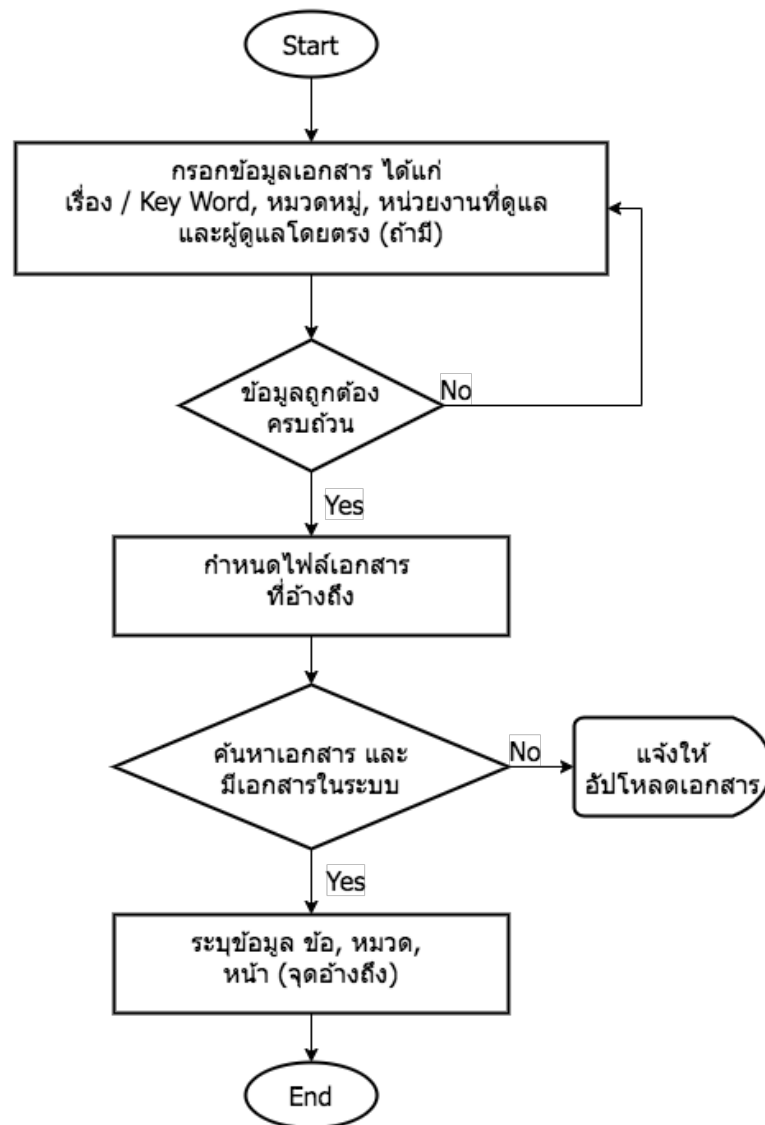 Start
กรอกข้อมูลเอกสาร ได้แก่
เรื่อง / Key Word, หมวดหมู่, หน่วยงานที่ดูแล
และผู้ดูแลโดยตรง (ถ้ามี)
ข้อมูลถูกต้อง
ครบถ้วน
No
Yes
กำหนดไฟล์เอกสาร
ที่อ้างถึง
ค้นหาเอกสาร และ
มีเอกสารในระบบ
No
แจ้งให้
อัปโหลดเอกสาร
Yes
ระบุข้อมูล ข้อ, หมวด,
หน้า (จุดอ้างถึง)
End